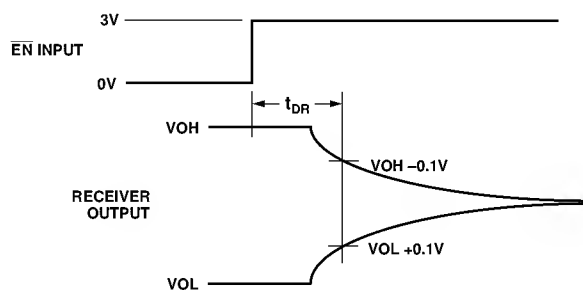 3V
EN INPUT
0V
tDR
VOH
VOH –0.1V
RECEIVER
OUTPUT
VOL +0.1V
VOL